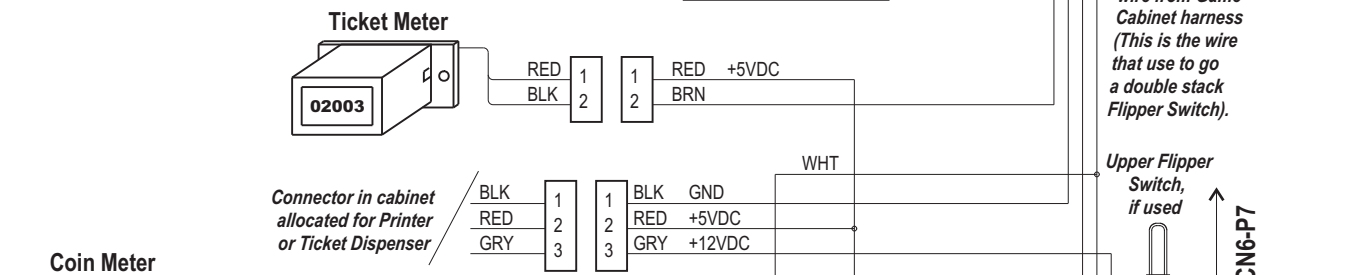 wire from Game
Cabinet harness
(This is the wire
that use to go
a double stack
Flipper Switch).
Ticket Meter
02003
RED 1 1 RED +5VDC
BLK 2 2 BRN
WHT
Upper Flipper
Switch,
if used
Connector in cabinet
allocated for Printer
or Ticket Dispenser
BLK 1 1 BLK GND
RED 2 2 RED +5VDC
GRY 3 3 GRY +12VDC
CN6-P7
Coin Meter